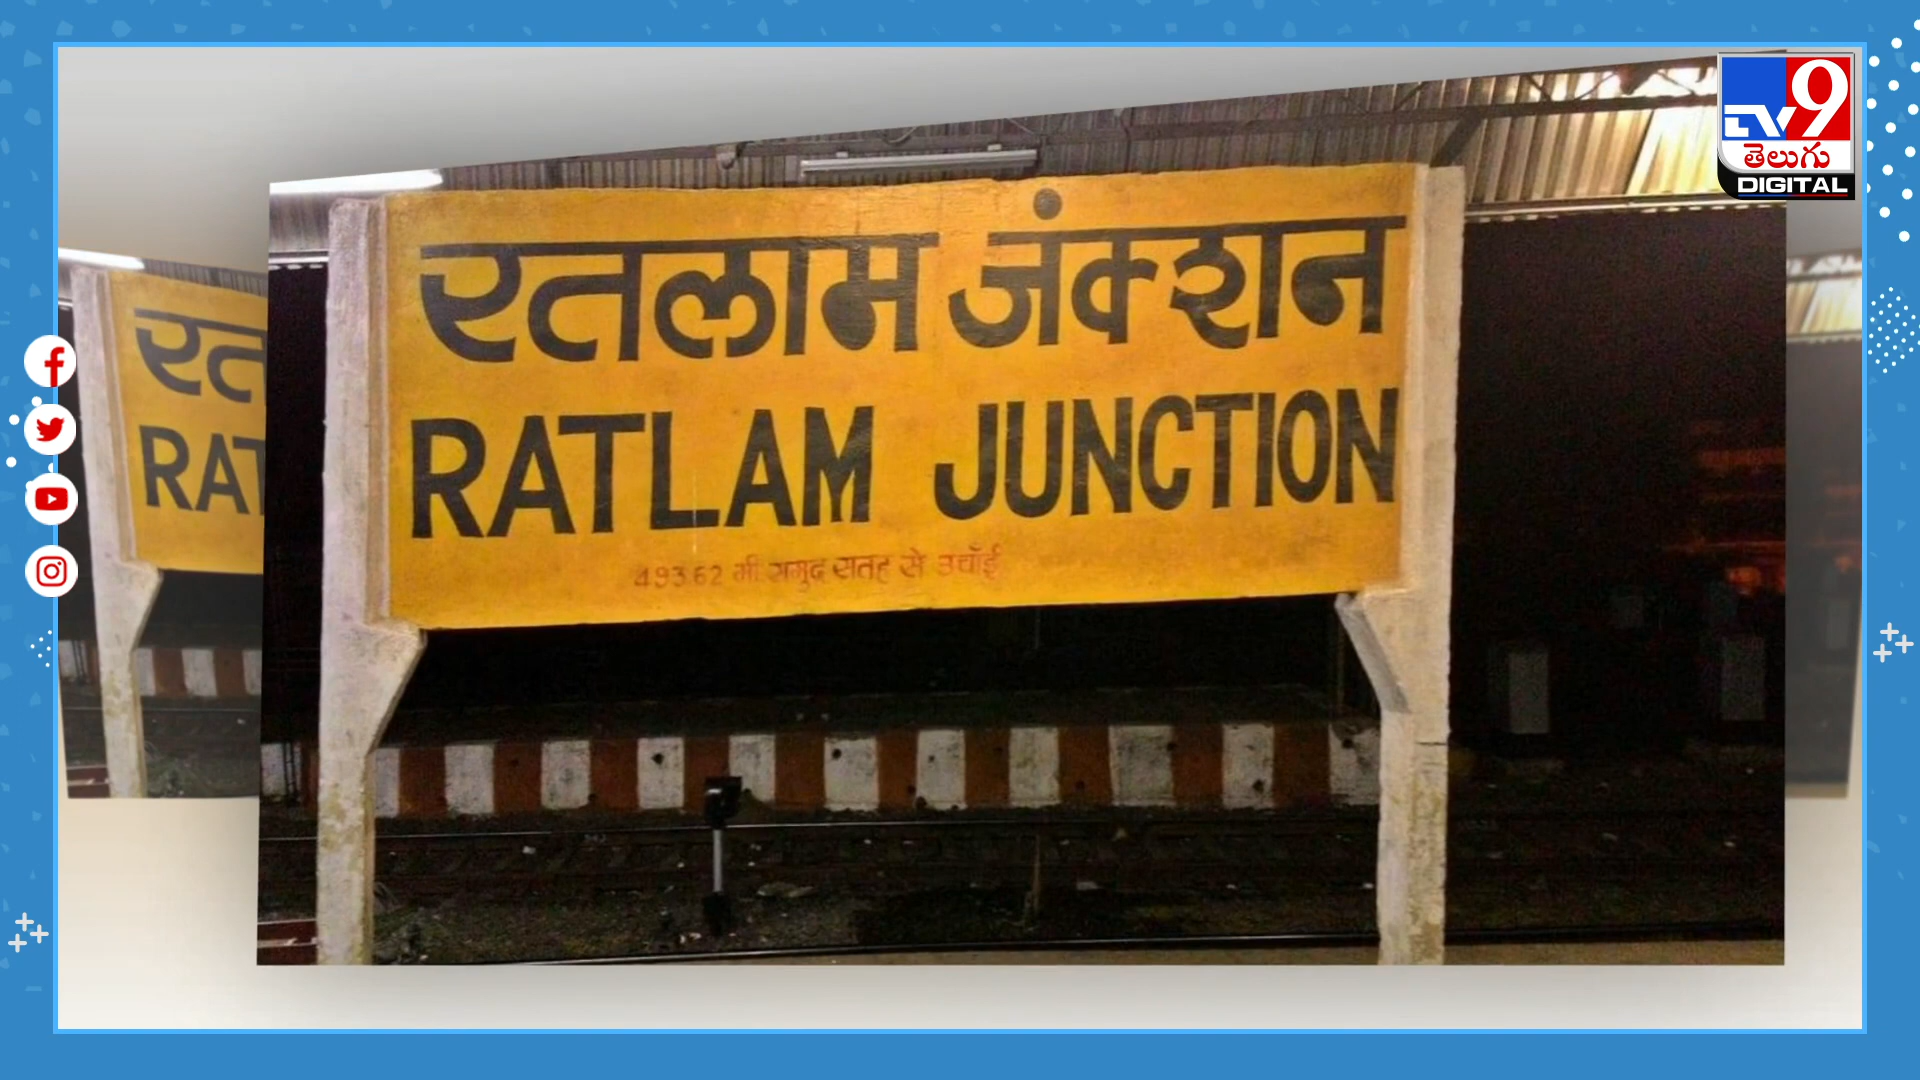 TV9
తెలుగు
DIGITAL
रतलाम जंक्शन
RATLAM JUNCTION
493.62 मी. समुद्र सतह से उचाँई
रत
RAT